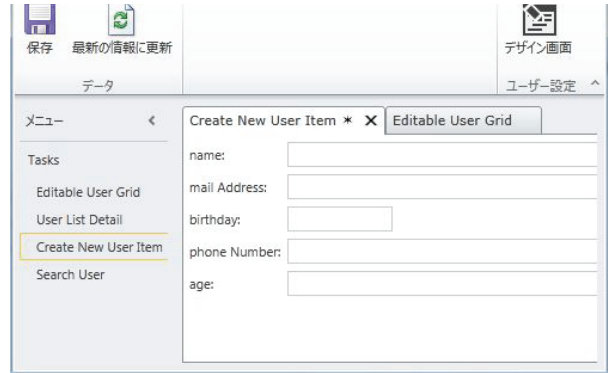 保存 最新の情報に更新 デザイン画面
データ ユーザー設定
メニュー
Create New User Item * X Editable User Grid
Tasks
Editable User Grid
User List Detail
Create New User Item
Search User
name:
mail Address:
birthday:
phone Number:
age: